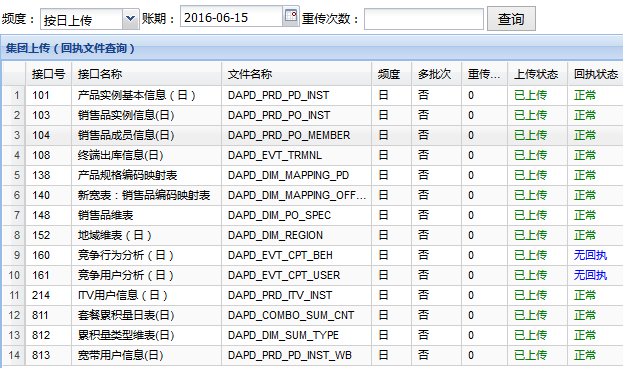 频度： 按日上传 账期： 2016-06-15 重传次数： 查询
集团上传（回执文件查询）
接口号 接口名称 文件名称 频度 多批次 重传... 上传状态 回执状态
1 101 产品实例基本信息（日） DAPD_PRD_PD_INST 日 否 0 已上传 正常
2 103 销售品实例信息(日) DAPD_PRD_PO_INST 日 否 0 已上传 正常
3 104 销售品成员信息(日) DAPD_PRD_PO_MEMBER 日 否 0 已上传 正常
4 108 终端出库信息(日) DAPD_EVT_TRMNL 日 否 0 已上传 正常
5 138 产品规格编码映射表 DAPD_DIM_MAPPING_PD 日 否 0 已上传 正常
6 140 新宽表：销售品编码映射表 DAPD_DIM_MAPPING_OFF... 日 否 0 已上传 正常
7 148 销售品维表 DAPD_DIM_PO_SPEC 日 否 0 已上传 正常
8 152 地域维表（日） DAPD_DIM_REGION 日 否 0 已上传 正常
9 160 竞争行为分析（日） DAPD_EVT_CPT_BEH 日 否 0 已上传 无回执
10 161 竞争用户分析（日） DAPD_EVT_CPT_USER 日 否 0 已上传 无回执
11 214 ITV用户信息（日） DAPD_PRD_ITV_INST 日 否 0 已上传 正常
12 811 套餐累积量日表(日) DAPD_COMBO_SUM_CNT 日 否 0 已上传 正常
13 812 累积量类型维表(日) DAPD_DIM_SUM_TYPE 日 否 0 已上传 正常
14 813 宽带用户信息(日) DAPD_PRD_PD_INST_WB 日 否 0 已上传 正常